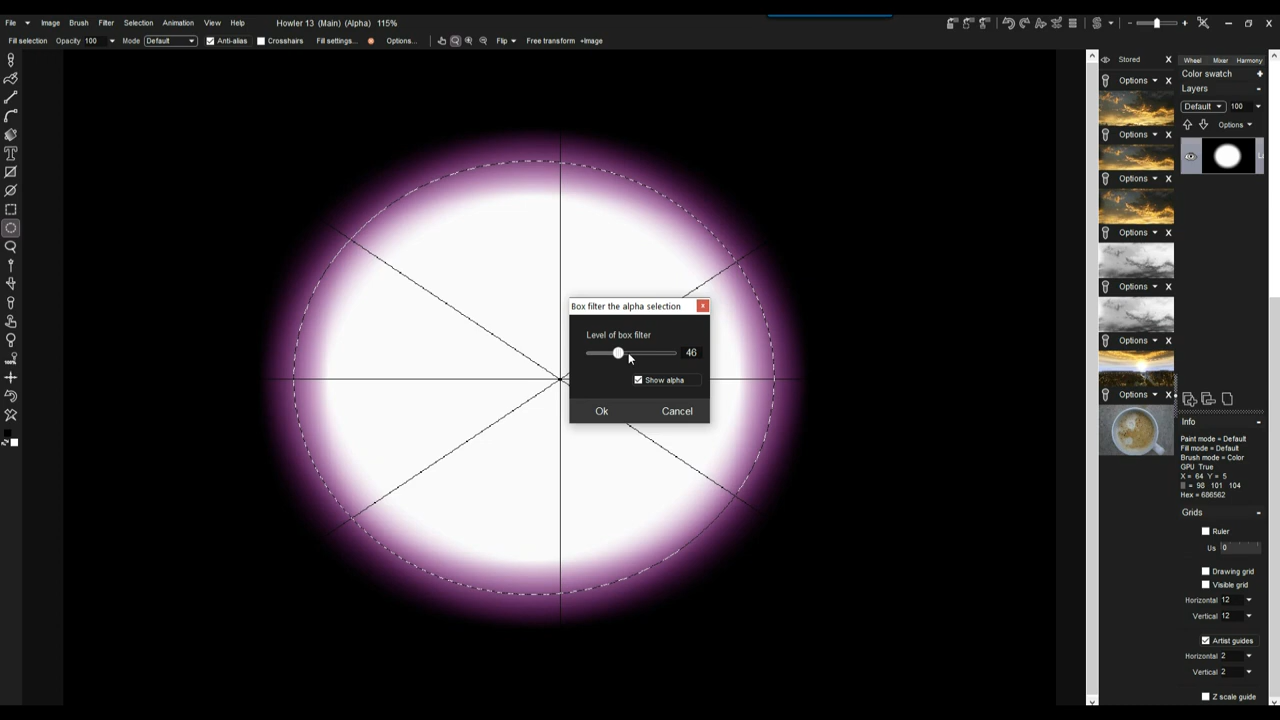 File Image Brush Filter Selection Animation View Help Howler 13 (Main) (Alpha) 115%
Fill selection Opacity 100 Mode Default Anti-alias Crosshairs Fill settings... Options... Flip Free transform +Image
Stored X
Wheel Mixer Harmony
Color swatch +
Layers -
Default 100
Options
Options X
Options X
Options X
Options X
Options X
Options X
Options X
Box filter the alpha selection x
Level of box filter
46
Show alpha
Ok Cancel
Info -
Paint mode = Default
Fill mode = Default
Brush mode = Color
GPU True
X = 64 Y = 5
= 98 101 104
Hex = 686562
Grids -
Ruler
Us 0
Drawing grid
Visible grid
Horizontal 12
Vertical 12
Artist guides
Horizontal 2
Vertical 2
Z scale guide